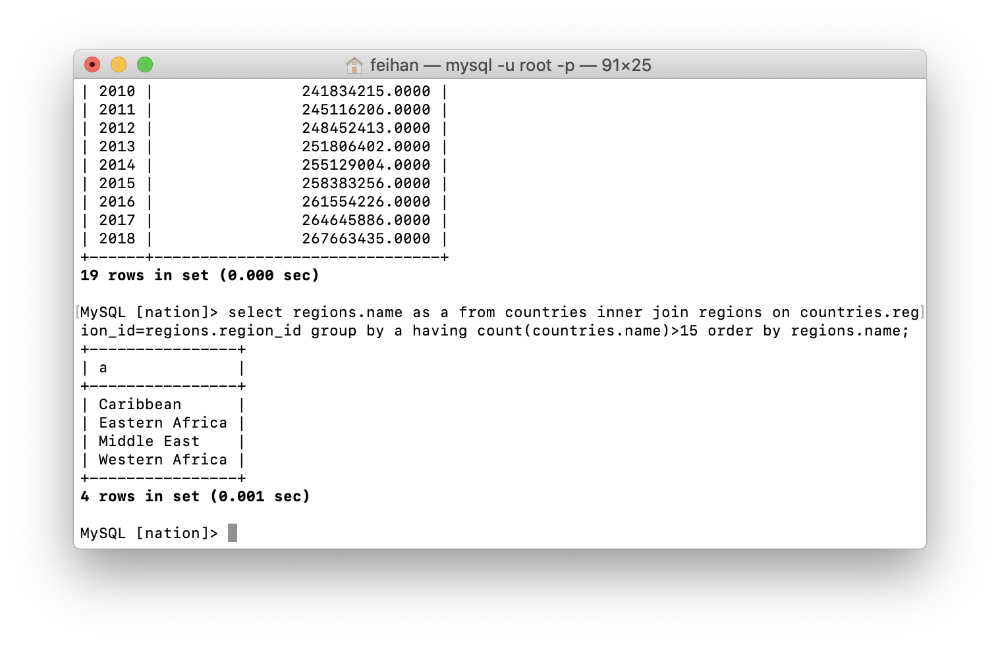 feihan — mysql -u root -p — 91×25
| 2010 |                241834215.0000 |
| 2011 |                245116206.0000 |
| 2012 |                248452413.0000 |
| 2013 |                251806402.0000 |
| 2014 |                255129004.0000 |
| 2015 |                258383256.0000 |
| 2016 |                261554226.0000 |
| 2017 |                264645886.0000 |
| 2018 |                267663435.0000 |
+------+-------------------------------+
19 rows in set (0.000 sec)
[MySQL [nation]> select regions.name as a from countries inner join regions on countries.reg]
ion_id=regions.region_id group by a having count(countries.name)>15 order by regions.name;
+----------------+
| a              |
+----------------+
| Caribbean      |
| Eastern Africa |
| Middle East    |
| Western Africa |
+----------------+
4 rows in set (0.001 sec)
MySQL [nation]>